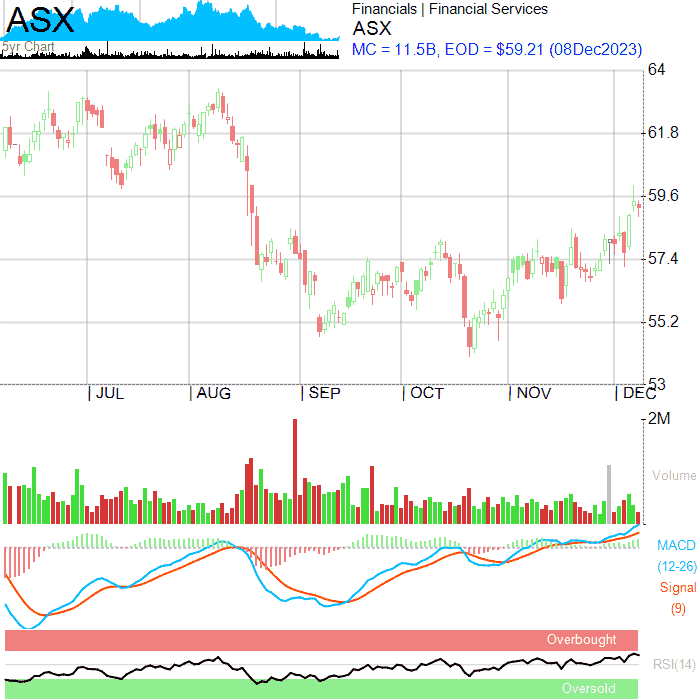 ASX
5yr Chart
Financials | Financial Services
ASX
MC = 11.5B, EOD = $59.21 (08Dec2023)
64
61.8
59.6
57.4
55.2
53
| JUL | AUG | SEP | OCT | NOV | DEC
2M
Volume
MACD
(12-26)
Signal
(9)
Overbought
RSI(14)
Oversold